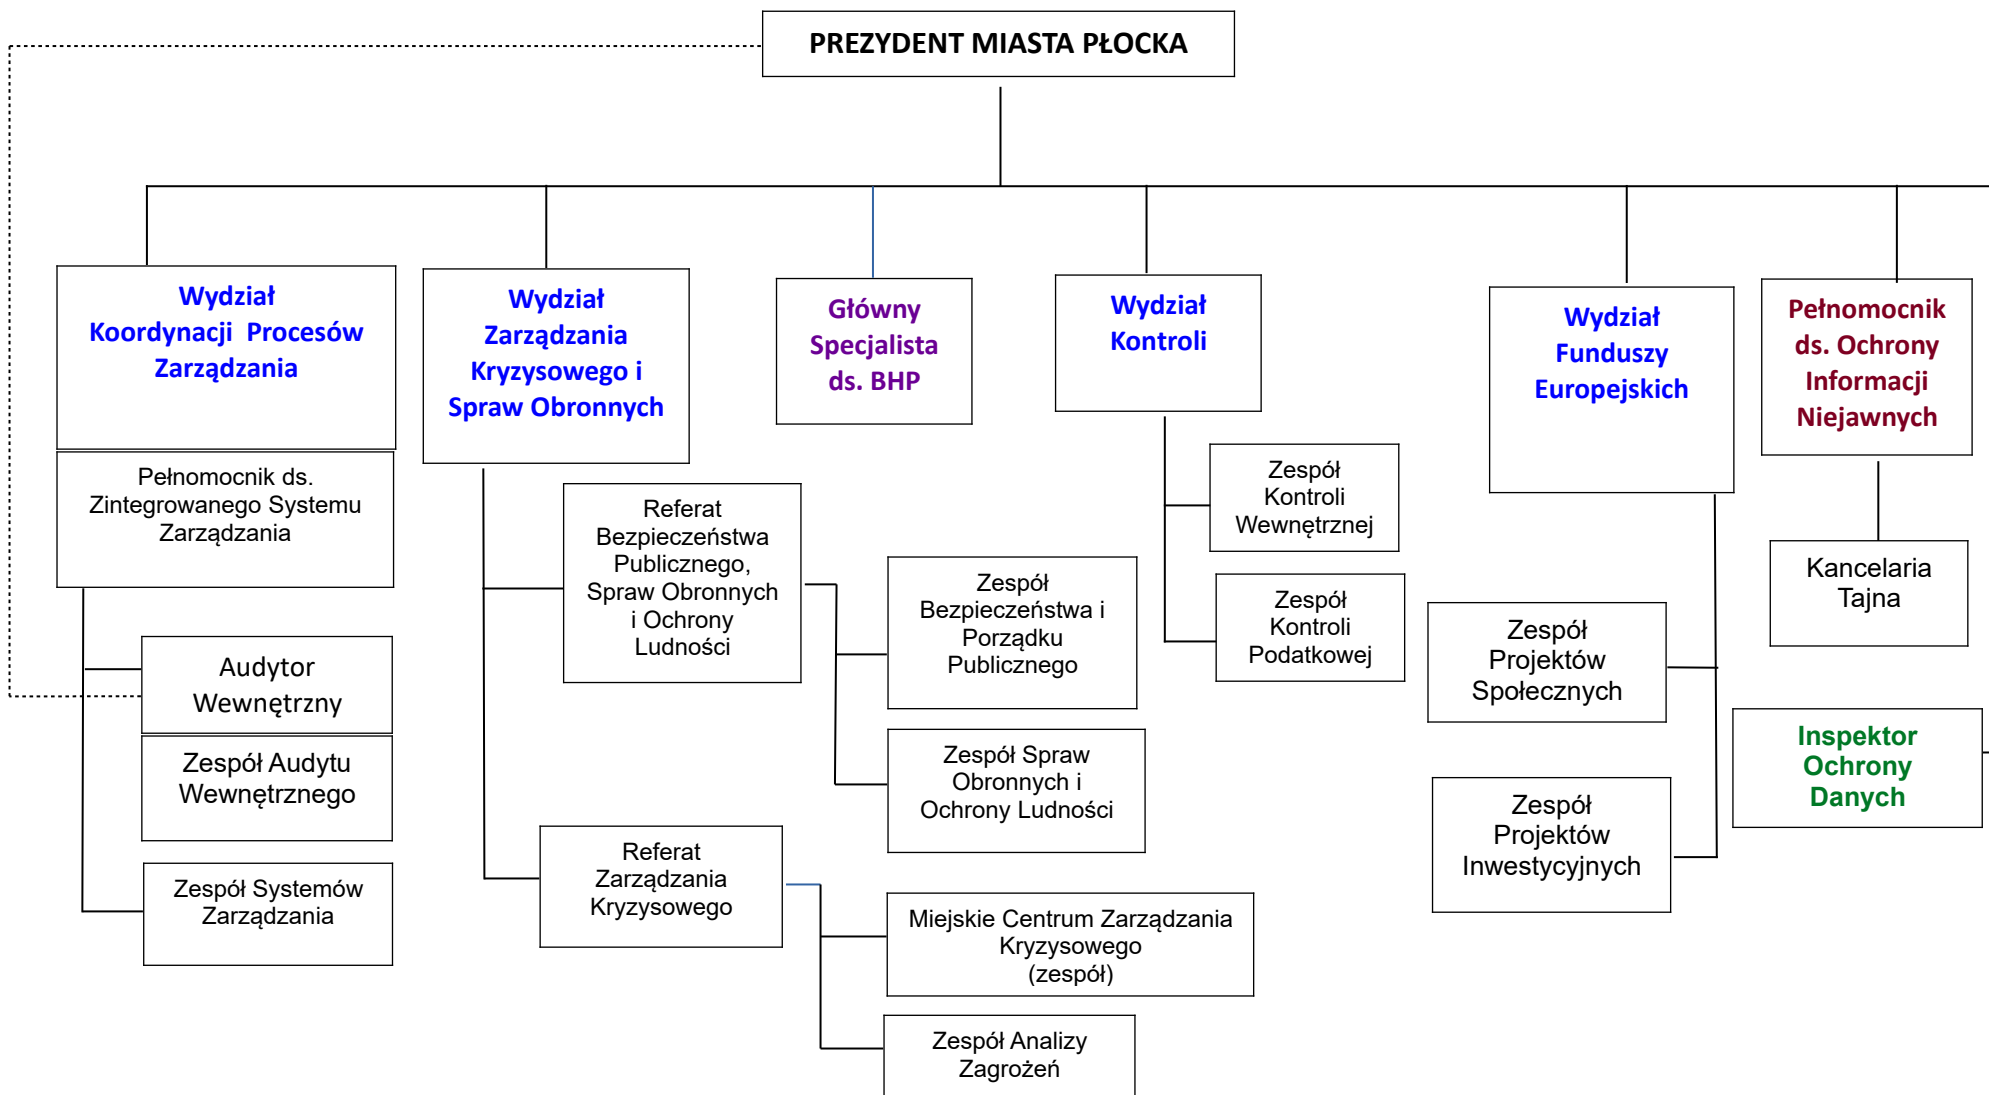 PREZYDENT MIASTA PŁOCKA
Wydział
Koordynacji  Procesów
Zarządzania
Pełnomocnik ds.
Zintegrowanego Systemu
Zarządzania
Audytor
Wewnętrzny
Zespół Audytu
Wewnętrznego
Zespół Systemów
Zarządzania
Wydział
Zarządzania
Kryzysowego i
Spraw Obronnych
Referat
Bezpieczeństwa
Publicznego,
Spraw Obronnych
i Ochrony
Ludności
Zespół
Bezpieczeństwa i
Porządku
Publicznego
Zespół Spraw
Obronnych i
Ochrony Ludności
Referat
Zarządzania
Kryzysowego
Miejskie Centrum Zarządzania
Kryzysowego
(zespół)
Zespół Analizy
Zagrożeń
Główny
Specjalista
ds. BHP
Wydział
Kontroli
Zespół
Kontroli
Wewnętrznej
Zespół
Kontroli
Podatkowej
Wydział
Funduszy
Europejskich
Zespół
Projektów
Społecznych
Zespół
Projektów
Inwestycyjnych
Pełnomocnik
ds. Ochrony
Informacji
Niejawnych
Kancelaria
Tajna
Inspektor
Ochrony
Danych